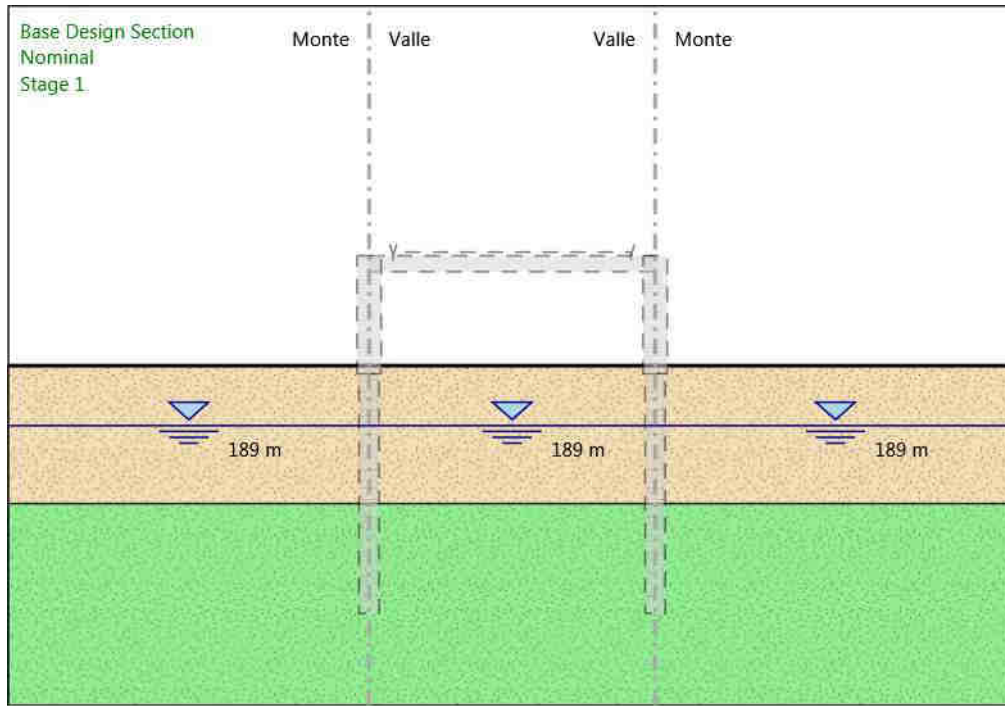 Base Design Section
Nominal
Stage 1
Monte
Valle
Valle
Monte
189 m
189 m
189 m